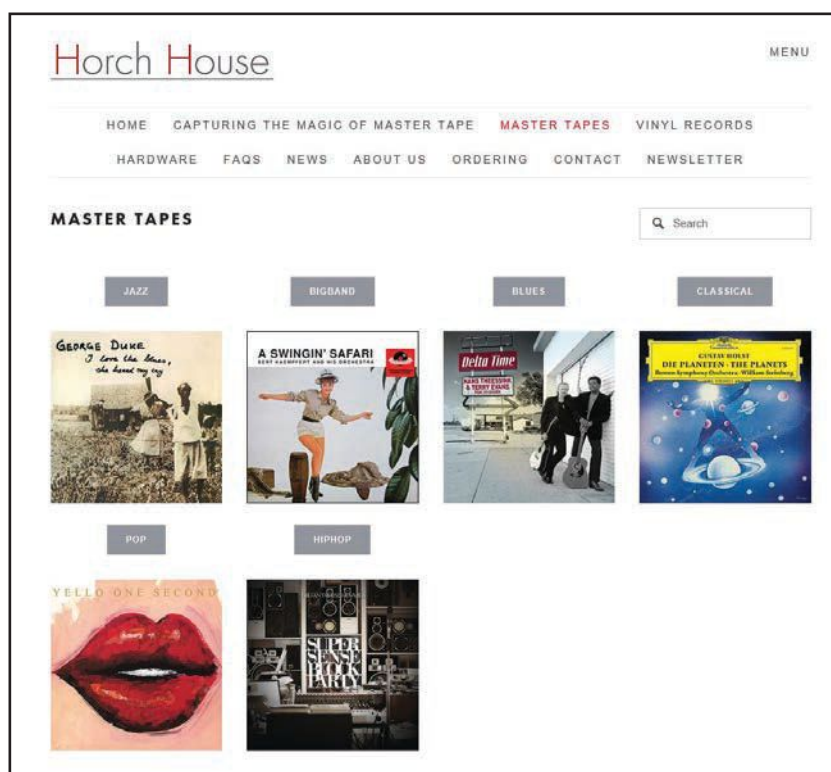 Horch House
MENU
HOME CAPTURING THE MAGIC OF MASTER TAPE MASTER TAPES VINYL RECORDS
HARDWARE FAQS NEWS ABOUT US ORDERING CONTACT NEWSLETTER
MASTER TAPES
Search
JAZZ BIGBAND BLUES CLASSICAL
GEORGE DUKE
I love the blues,
she heard my cry
A SWINGIN' SAFARI
BERT KAEMPFERT AND HIS ORCHESTRA
Delta Time
HANS THEESSINK
& TERRY EVANS
GUSTAV HOLST
DIE PLANETEN · THE PLANETS
Boston Symphony Orchestra · William Steinberg
POP HIPHOP
YELLO ONE SECOND
SUPER
SENSE
BLOCK
PARTY